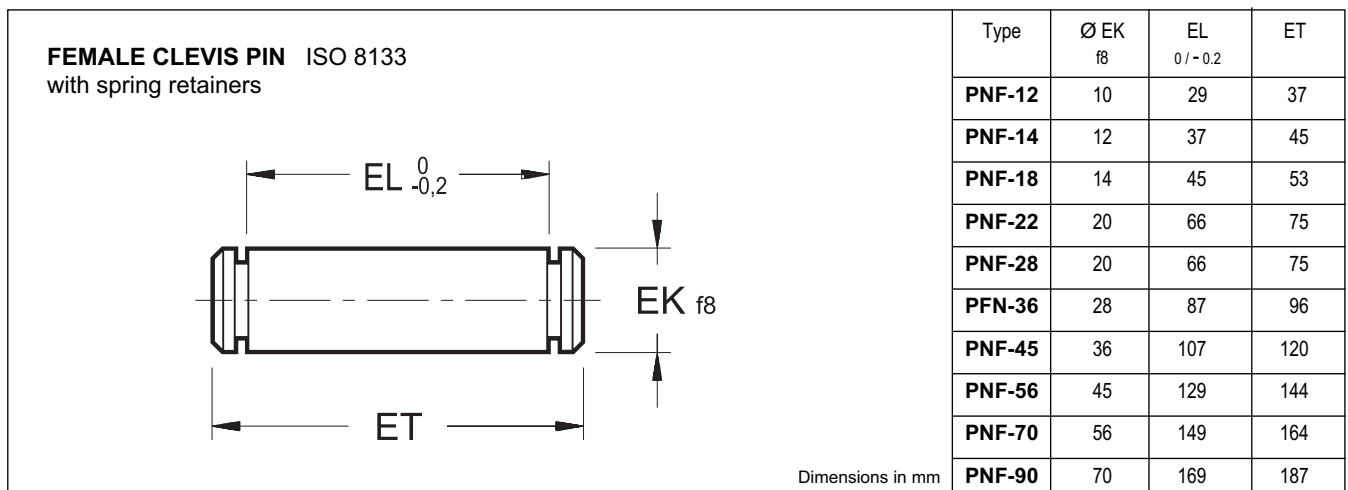 FEMALE CLEVIS PIN ISO 8133
with spring retainers
EL 0 -0,2
EK f8
ET
Dimensions in mm
Type Ø EK f8 EL 0 / - 0.2 ET
PNF-12 10 29 37
PNF-14 12 37 45
PNF-18 14 45 53
PNF-22 20 66 75
PNF-28 20 66 75
PFN-36 28 87 96
PNF-45 36 107 120
PNF-56 45 129 144
PNF-70 56 149 164
PNF-90 70 169 187